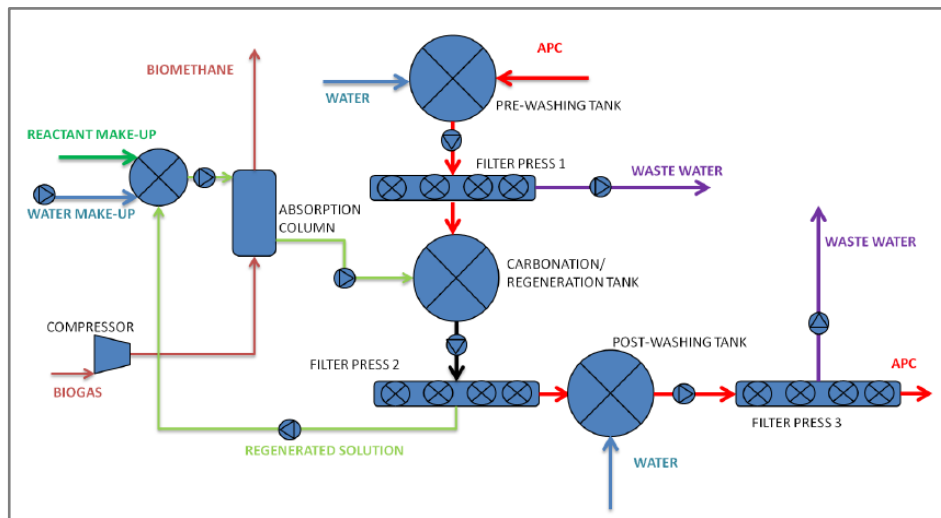 BIOMETHANE
APC
WATER
PRE-WASHING TANK
REACTANT MAKE-UP
FILTER PRESS 1
WASTE WATER
WATER MAKE-UP
ABSORPTION
COLUMN
WASTE WATER
CARBONATION/
REGENERATION TANK
COMPRESSOR
POST-WASHING TANK
FILTER PRESS 2
APC
BIOGAS
FILTER PRESS 3
REGENERATED SOLUTION
WATER